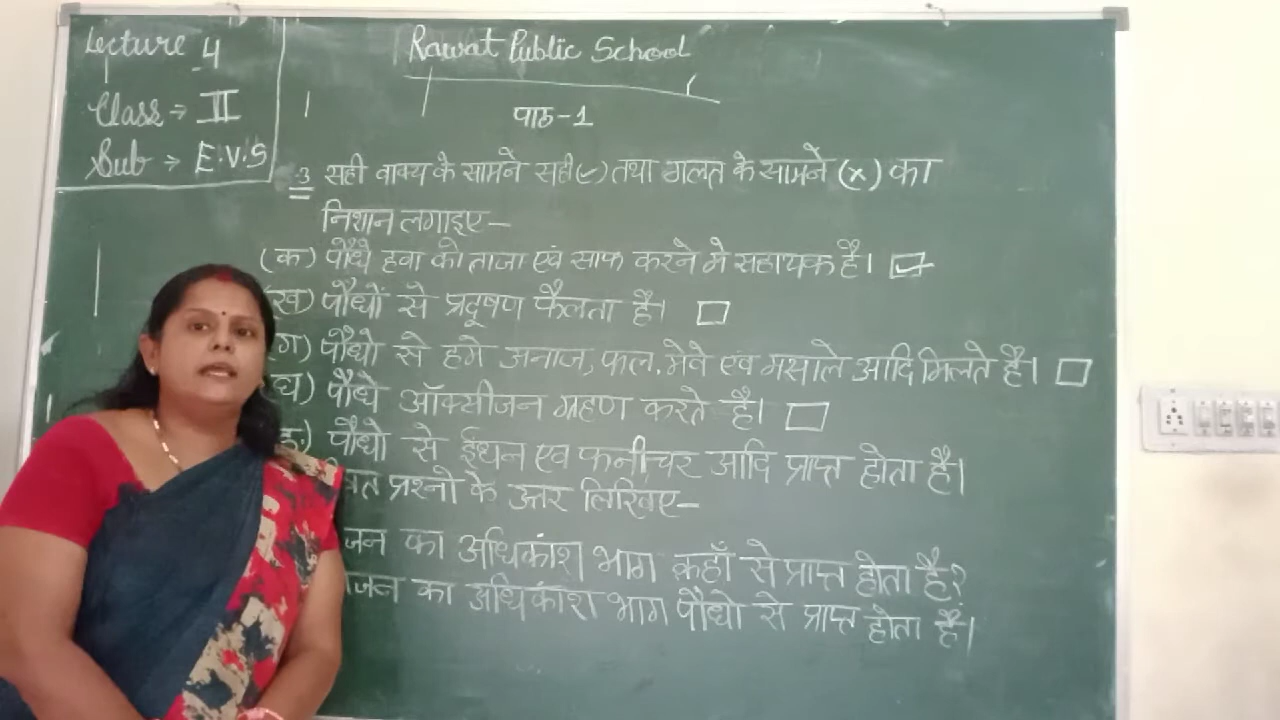 Lecture 4
Class → II
Sub → E.V.S
Rawat Public School
पाठ-1
3 सही वाक्य के सामने सही(✓) तथा गलत के सामने (×) का
निशान लगाइए–
(क) पौधे हवा को ताजा एवं साफ करने मे सहायक है। ✓
(ख) पौधों से प्रदूषण फैलता है।
(ग) पौधो से हमे अनाज, फल, मेवे एवं मसाले आदि मिलते है।
(घ) पौधे ऑक्सीजन ग्रहण करते है।
ङ.) पौधो से ईंधन एव फर्नीचर आदि प्राप्त होता है।
प्रश्नो के उत्तर लिखिए–
का अधिकांश भाग कहाँ से प्राप्त होता है?
का अधिकांश भाग पौधो से प्राप्त होता है।